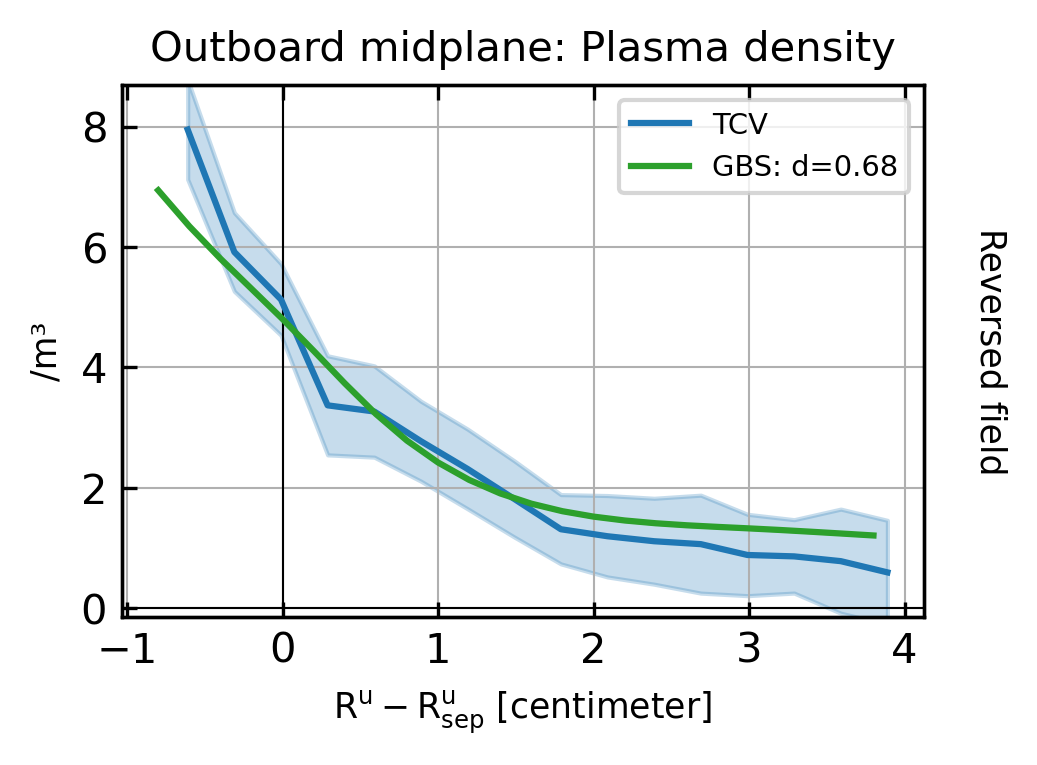 Outboard midplane: Plasma density
TCV
GBS: d=0.68
8
6
4
2
0
/m³
−1 0 1 2 3 4
Rᵘ − Rᵘsep [centimeter]
Reversed field